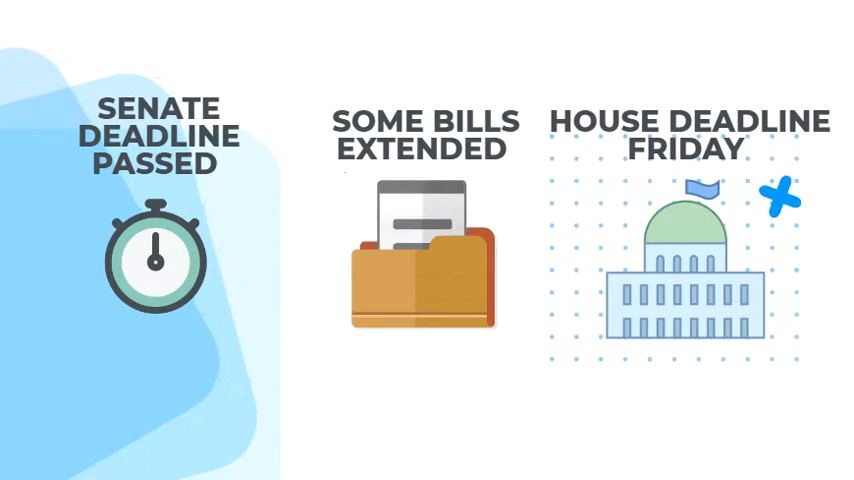 SENATE
DEADLINE
PASSED
SOME BILLS
EXTENDED
HOUSE DEADLINE
FRIDAY